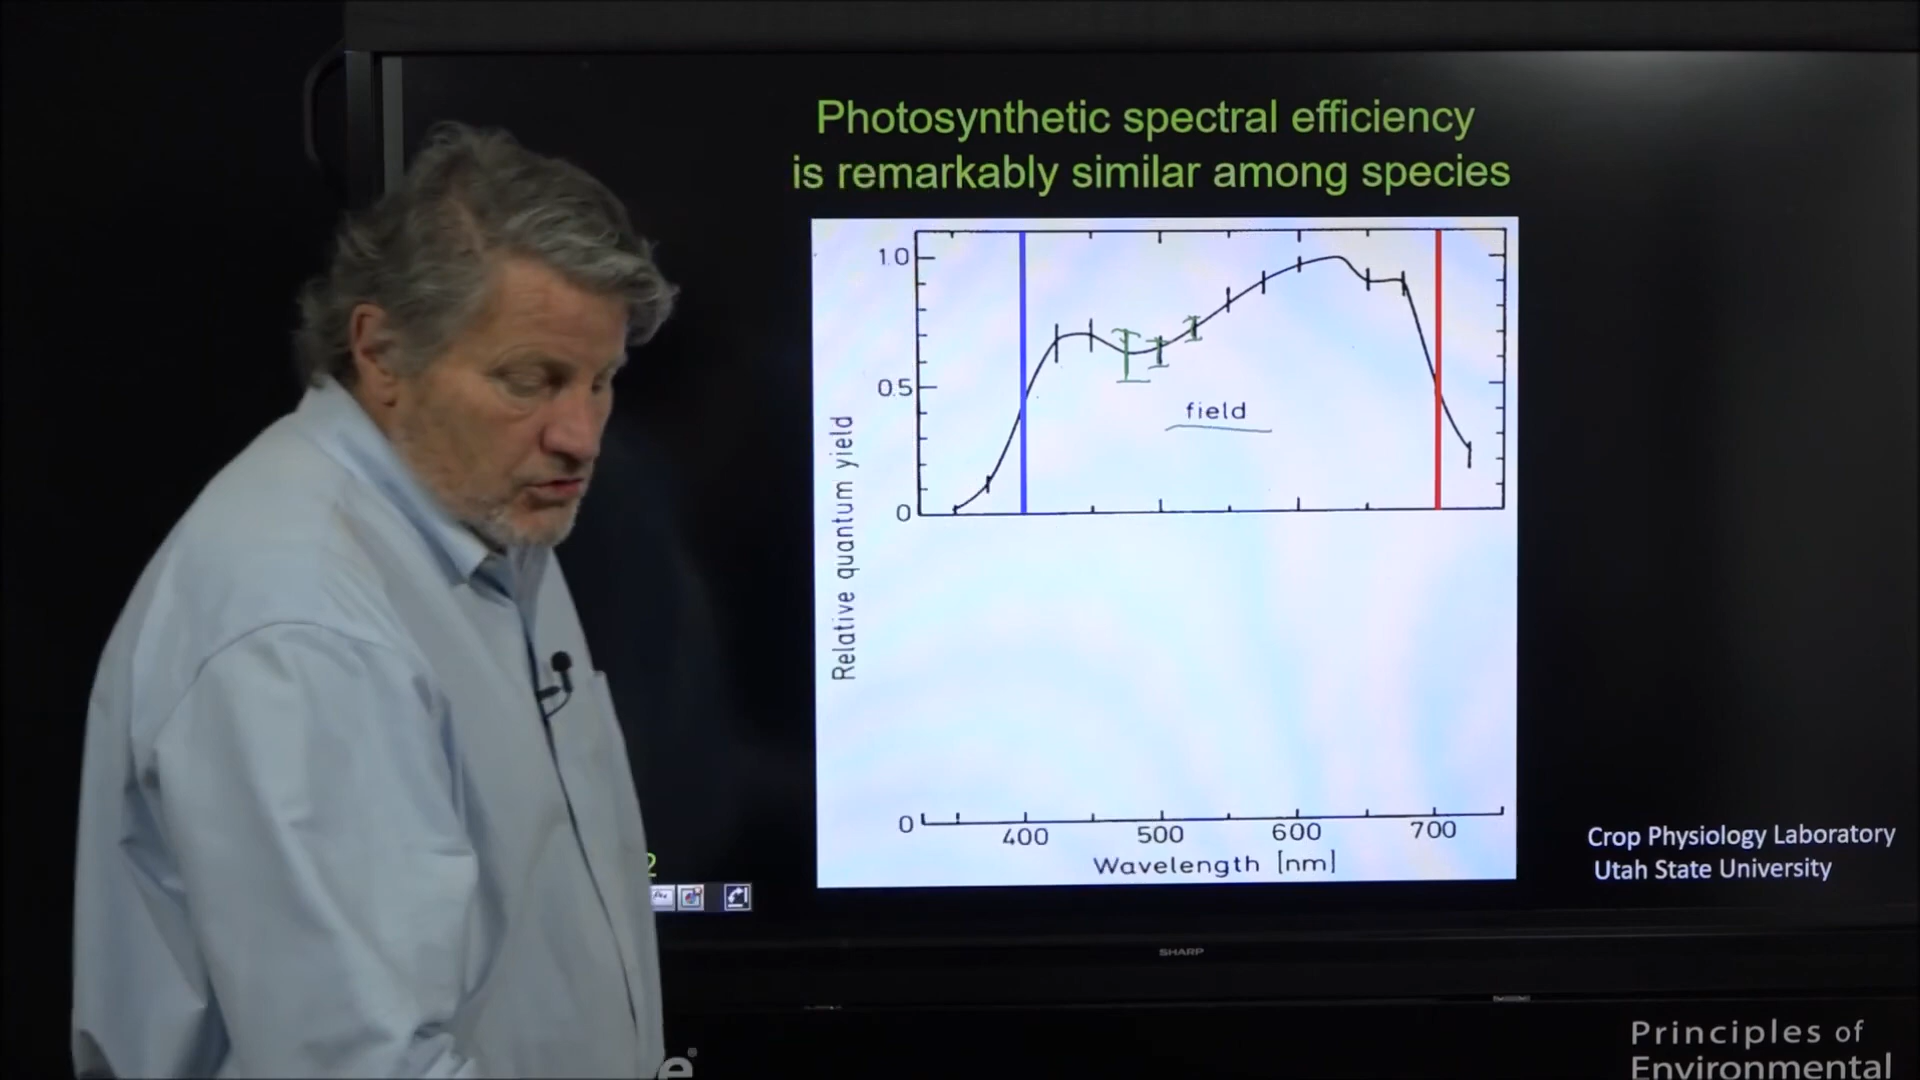 Photosynthetic spectral efficiency
is remarkably similar among species
1.0
0.5
0
field
Relative quantum yield
0
400 500 600 700
Wavelength [nm]
Crop Physiology Laboratory
Utah State University
2
SHARP
Principles of
Environmental
e